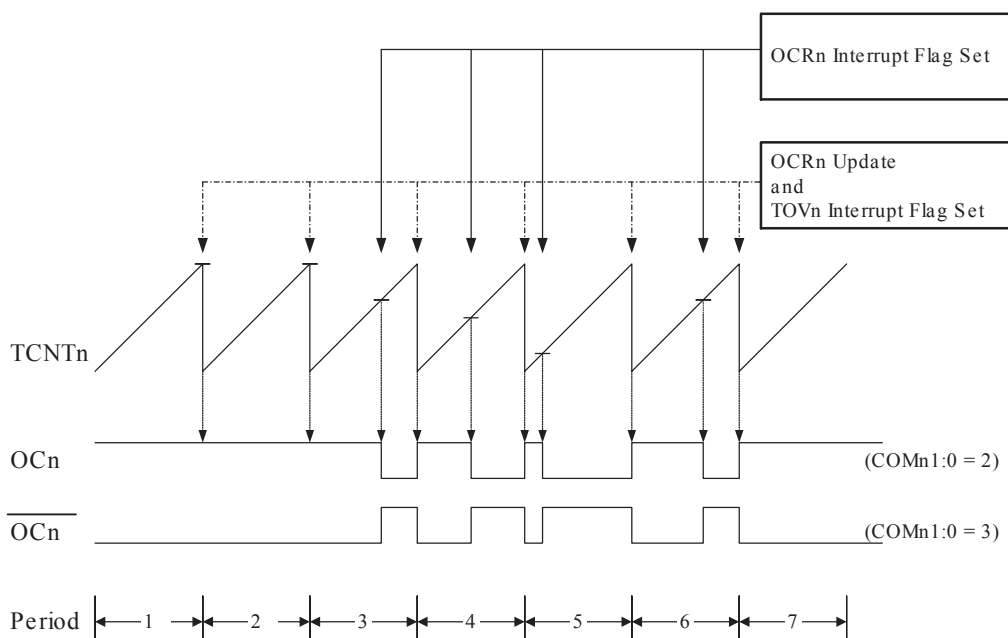 OCRn Interrupt Flag Set
OCRn Update
and
TOVn Interrupt Flag Set
TCNTn
OCn
(COMn1:0 = 2)
OCn
(COMn1:0 = 3)
Period
1
2
3
4
5
6
7